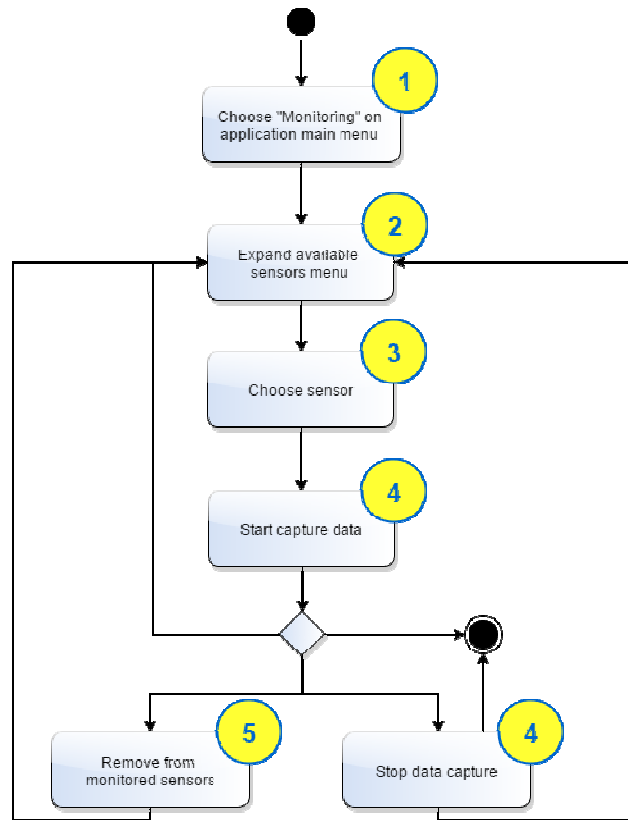 1
Choose "Monitoring" on
application main menu
2
Expand available
sensors menu
3
Choose sensor
4
Start capture data
5
Remove from
monitored sensors
4
Stop data capture